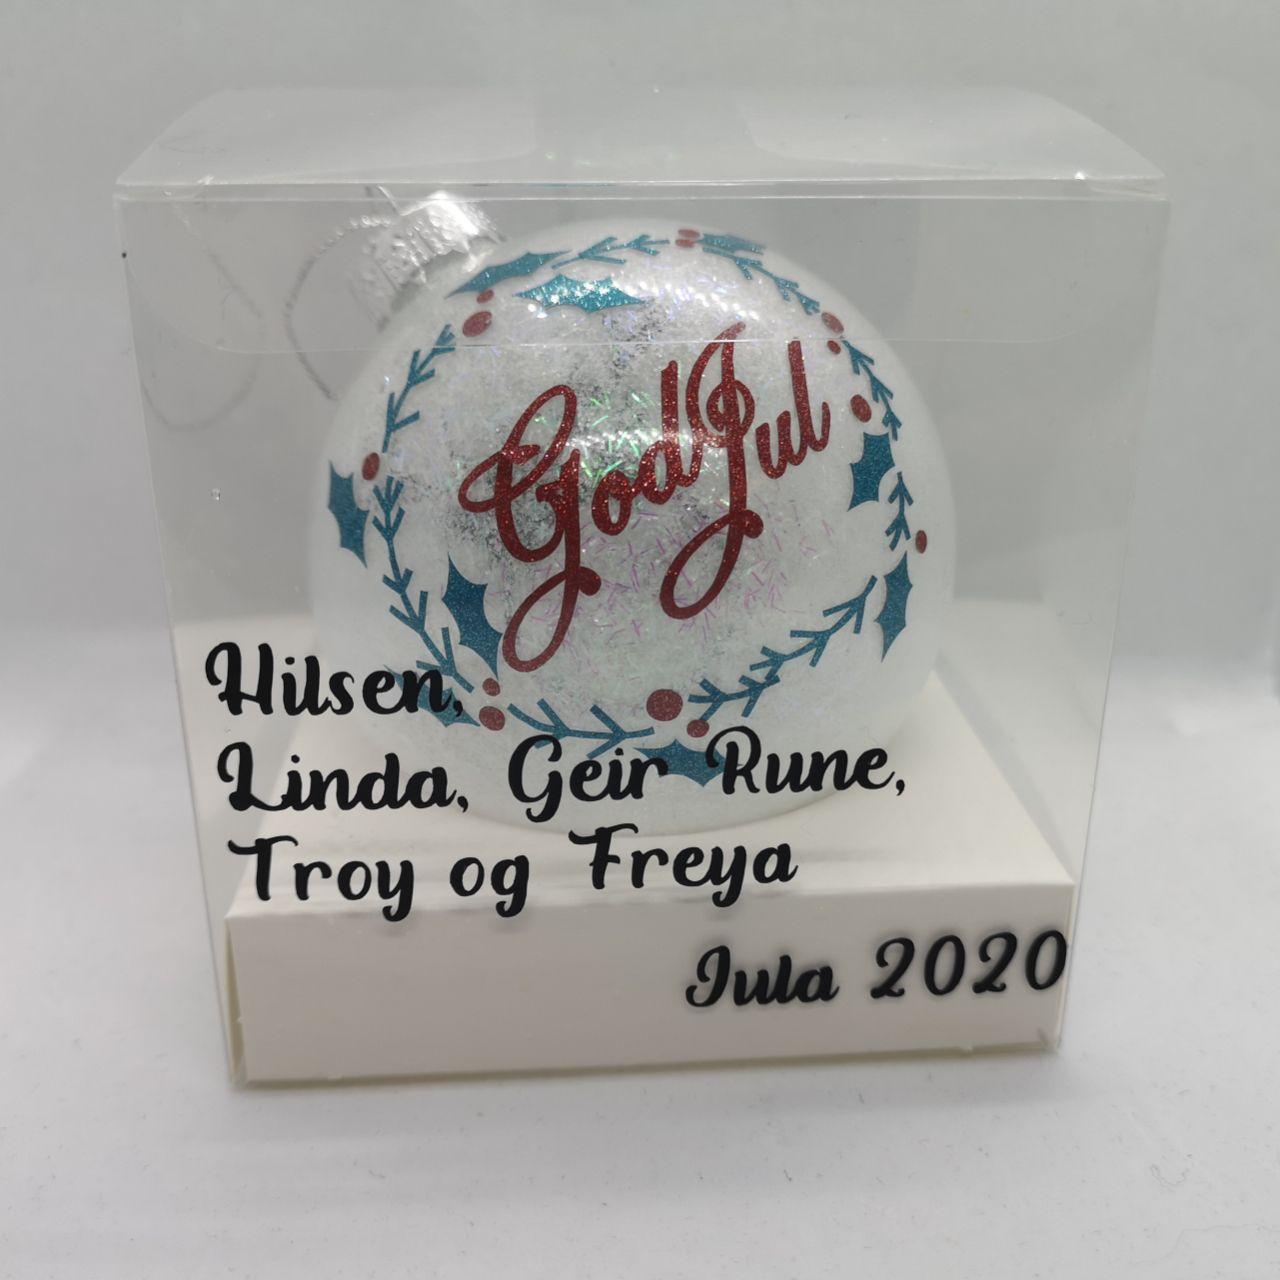 God Jul
Hilsen,
Linda, Geir Rune,
Troy og Freya
Jula 2020